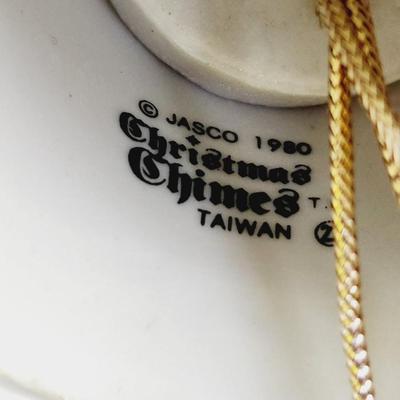 © JASCO 1980
Christmas
Chimes T.
TAIWAN Z